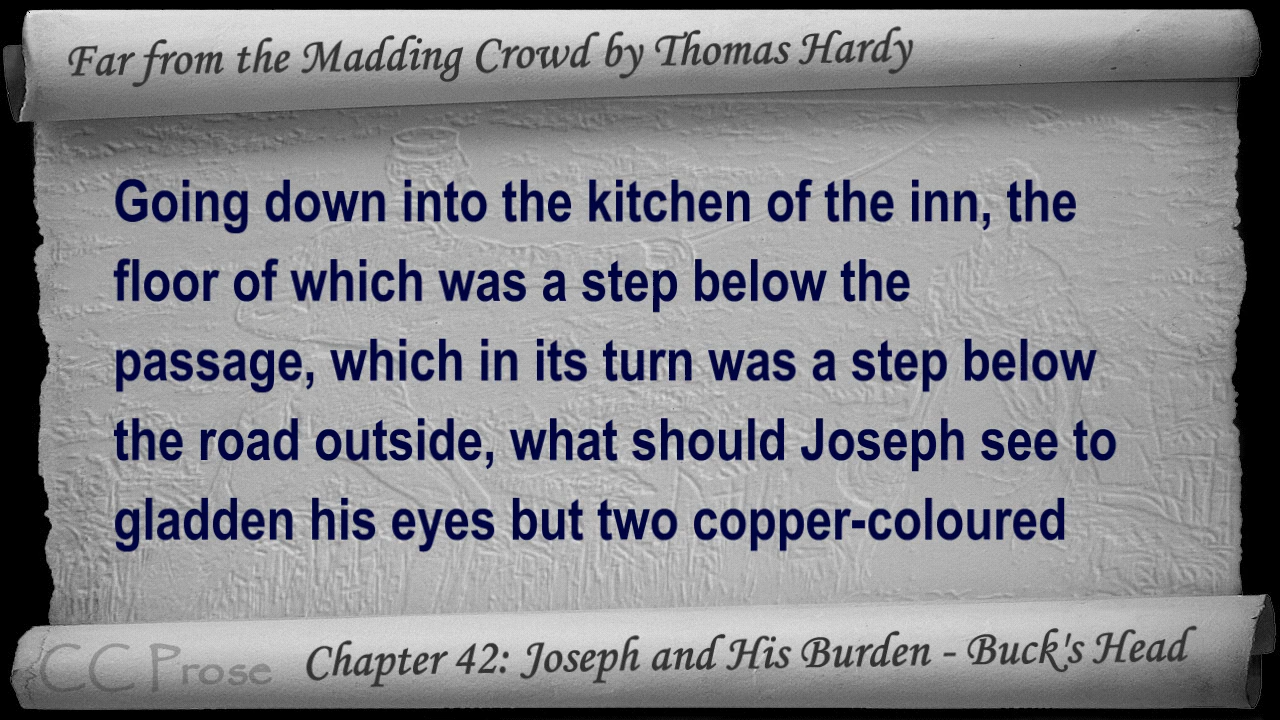 Far from the Madding Crowd by Thomas Hardy
Going down into the kitchen of the inn, the
floor of which was a step below the
passage, which in its turn was a step below
the road outside, what should Joseph see to
gladden his eyes but two copper-coloured
CC Prose
Chapter 42: Joseph and His Burden - Buck's Head